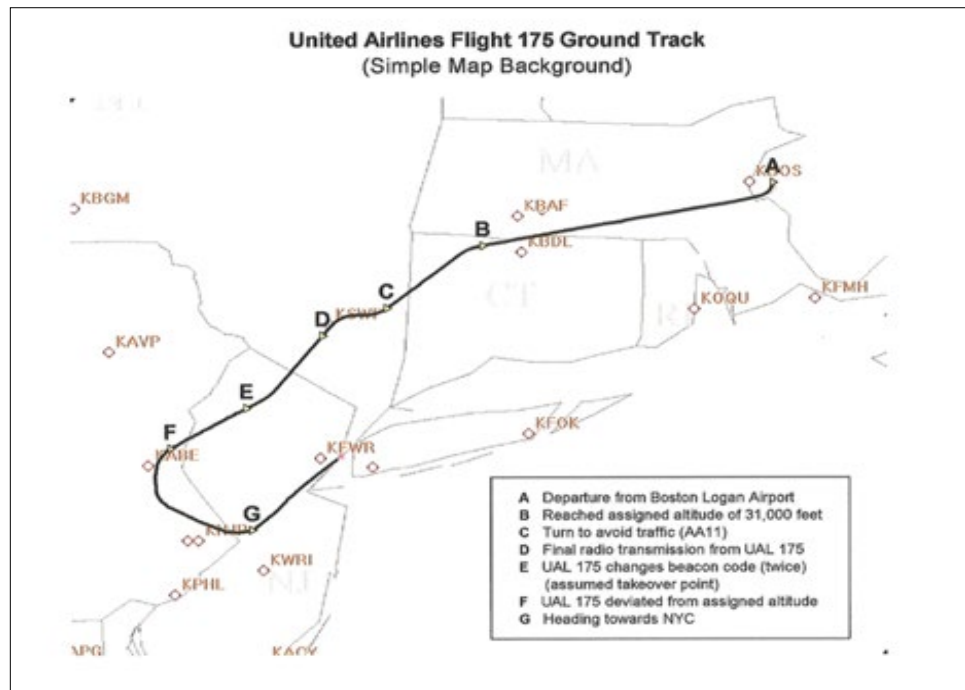 United Airlines Flight 175 Ground Track
(Simple Map Background)
MA
A
KBOS
KBGM
KBAF
B
KBDL
CT
C
KFMH
KOQU
R
D
KSWF
KAVP
E
F
KFOK
KABE
KEWR
G
KWRI
NJ
KPHL
KACY
APG
A Departure from Boston Logan Airport
B Reached assigned altitude of 31,000 feet
C Turn to avoid traffic (AA11)
D Final radio transmission from UAL 175
E UAL 175 changes beacon code (twice)
(assumed takeover point)
F UAL 175 deviated from assigned altitude
G Heading towards NYC